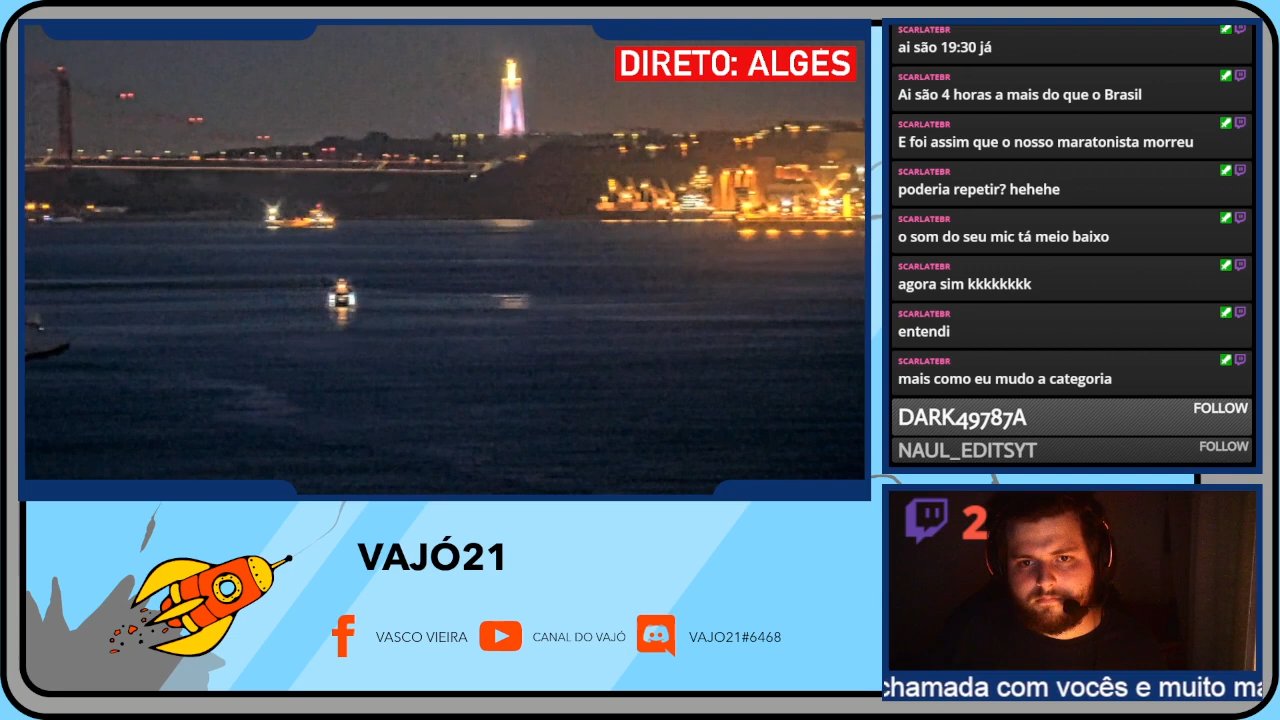 DIRETO: ALGÉS
SCARLATEBR
ai são 19:30 já
SCARLATEBR
Ai são 4 horas a mais do que o Brasil
SCARLATEBR
E foi assim que o nosso maratonista morreu
SCARLATEBR
poderia repetir? hehehe
SCARLATEBR
o som do seu mic tá meio baixo
SCARLATEBR
agora sim kkkkkkkk
SCARLATEBR
entendi
SCARLATEBR
mais como eu mudo a categoria
DARK49787A FOLLOW
NAUL_EDITSYT FOLLOW
2
VAJÓ21
VASCO VIEIRA
CANAL DO VAJÓ
VAJO21#6468
chamada com vocês e muito ma